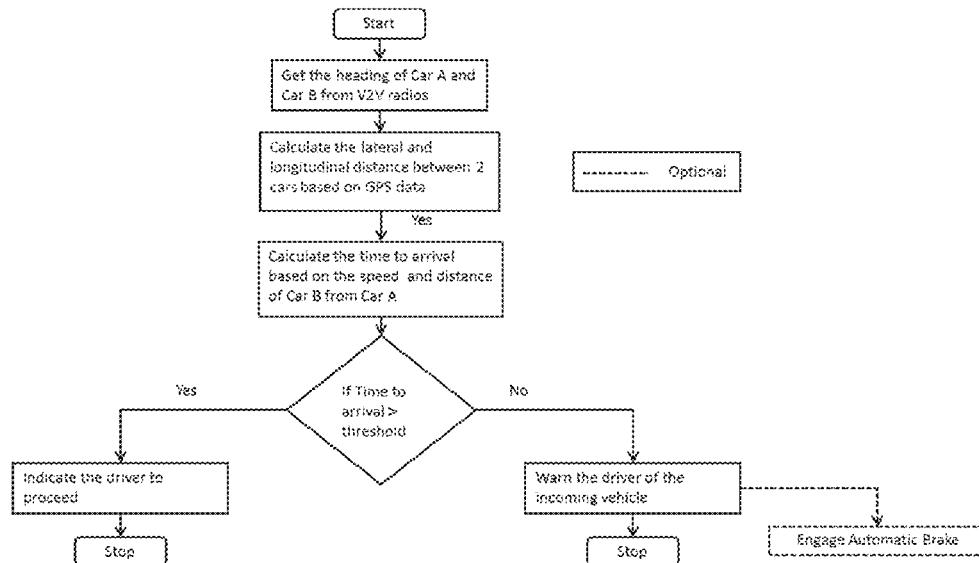 Start
Get the heading of Car A and
Car B from V2V radios
Calculate the lateral and
longitudinal distance between 2
cars based on GPS data
Optional
Yes
Calculate the time to arrival
based on the speed and distance
of Car B from Car A
Yes
If Time to
arrival >
threshold
No
Indicate the driver to
proceed
Warn the driver of the
incoming vehicle
Stop
Stop
Engage Automatic Brake